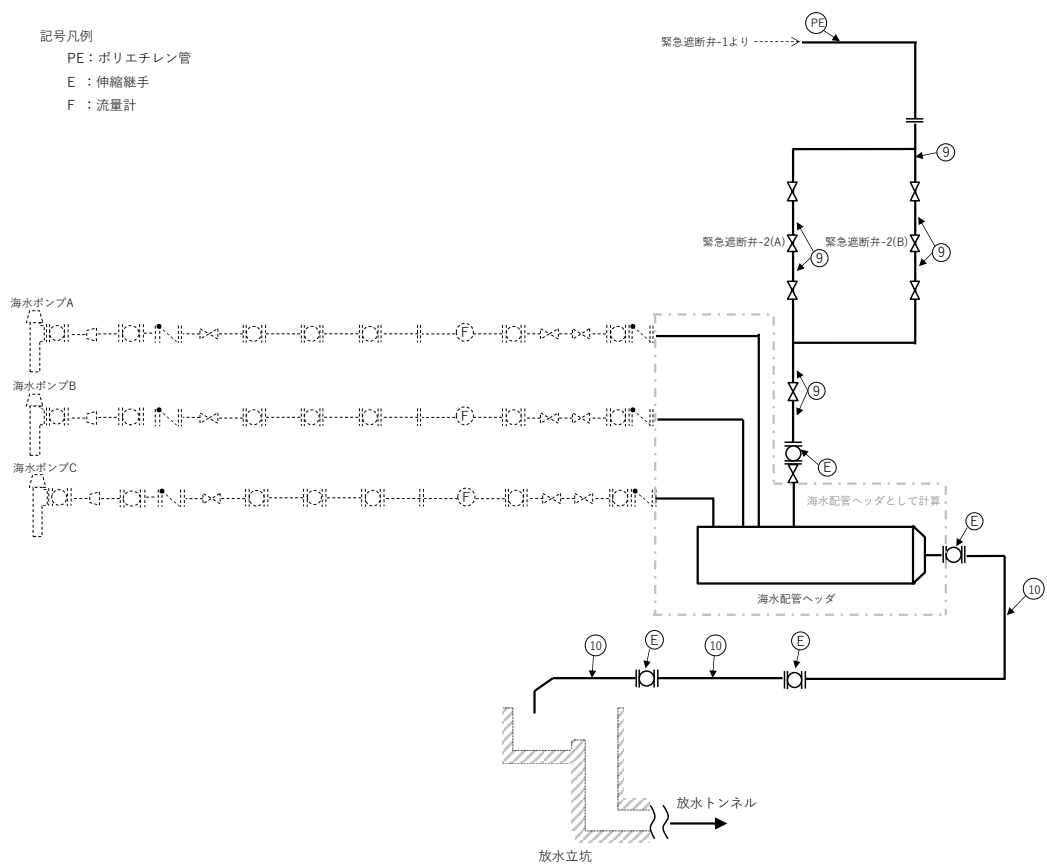 記号凡例
PE：ポリエチレン管
E ：伸縮継手
F ：流量計
PE
緊急遮断弁-1より
9
緊急遮断弁-2(A)
緊急遮断弁-2(B)
9
9
海水ポンプA
F
海水ポンプB
9
F
海水ポンプC
E
F
海水配管ヘッダとして計算
E
海水配管ヘッダ
10
10
E
10
E
放水トンネル
放水立坑